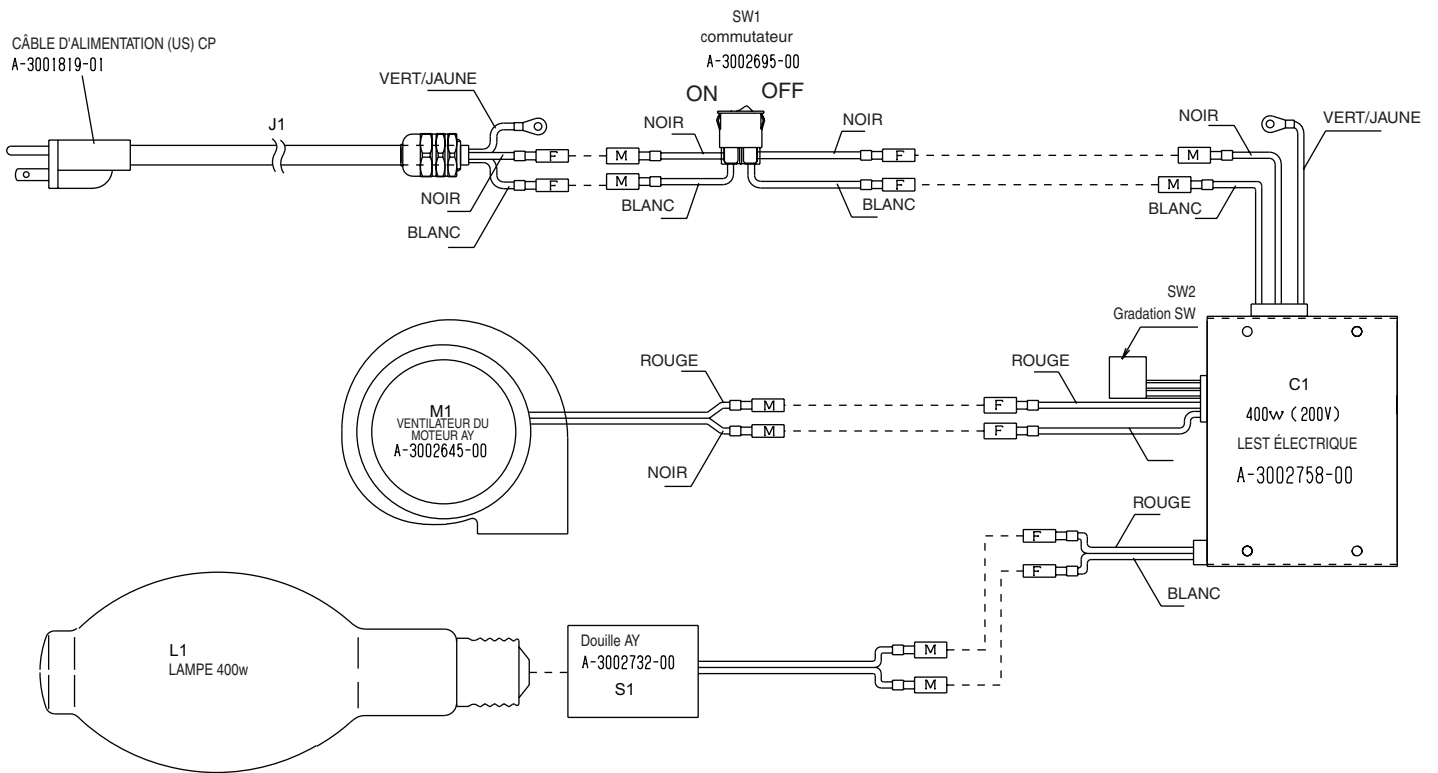 SW1
commutateur
A-3002695-00
ON OFF
CÂBLE D'ALIMENTATION (US) CP
A-3001819-01
J1
VERT/JAUNE
NOIR
BLANC
F
F
M
M
NOIR
BLANC
NOIR
BLANC
F
F
M
M
NOIR
BLANC
VERT/JAUNE
SW2
Gradation SW
C1
400w (200V)
LEST ÉLECTRIQUE
A-3002758-00
M1
VENTILATEUR DU
MOTEUR AY
A-3002645-00
ROUGE
NOIR
M
M
F
F
ROUGE
ROUGE
BLANC
F
F
L1
LAMPE 400w
Douille AY
A-3002732-00
S1
M
M